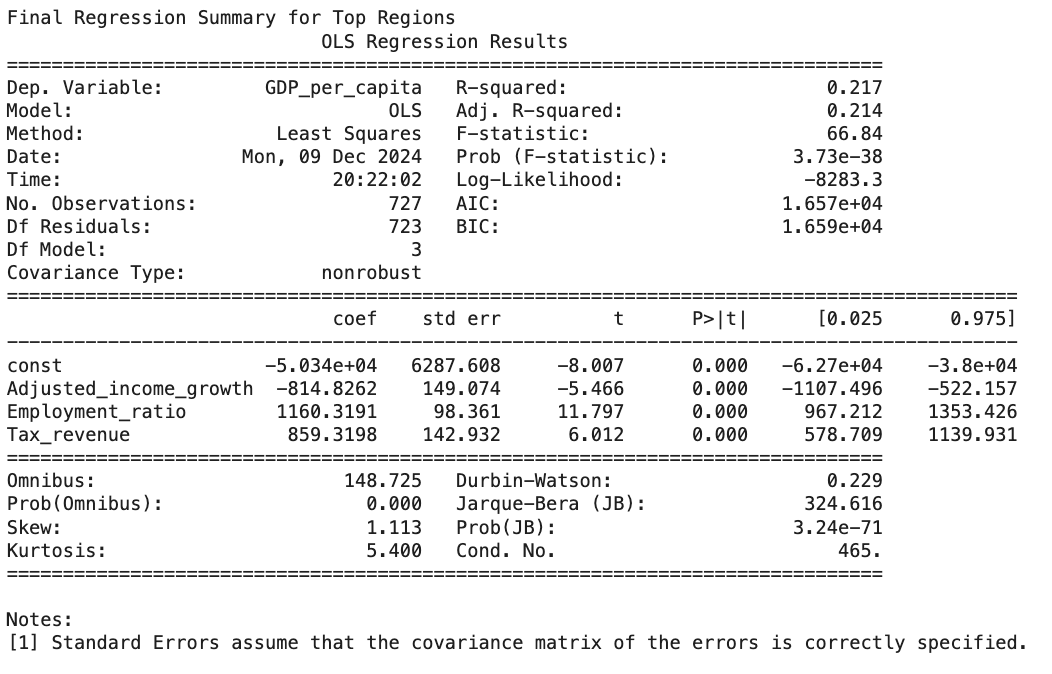 Final Regression Summary for Top Regions
                            OLS Regression Results
==============================================================================
Dep. Variable:         GDP_per_capita   R-squared:                       0.217
Model:                            OLS   Adj. R-squared:                  0.214
Method:                 Least Squares   F-statistic:                     66.84
Date:                Mon, 09 Dec 2024   Prob (F-statistic):           3.73e-38
Time:                        20:22:02   Log-Likelihood:                -8283.3
No. Observations:                 727   AIC:                         1.657e+04
Df Residuals:                     723   BIC:                         1.659e+04
Df Model:                           3
Covariance Type:            nonrobust
==========================================================================================
                             coef    std err          t      P>|t|      [0.025      0.975]
------------------------------------------------------------------------------------------
const                  -5.034e+04   6287.608     -8.007      0.000   -6.27e+04    -3.8e+04
Adjusted_income_growth  -814.8262    149.074     -5.466      0.000   -1107.496    -522.157
Employment_ratio        1160.3191     98.361     11.797      0.000     967.212    1353.426
Tax_revenue              859.3198    142.932      6.012      0.000     578.709    1139.931
==============================================================================
Omnibus:                      148.725   Durbin-Watson:                   0.229
Prob(Omnibus):                  0.000   Jarque-Bera (JB):              324.616
Skew:                           1.113   Prob(JB):                     3.24e-71
Kurtosis:                       5.400   Cond. No.                         465.
==============================================================================
Notes:
[1] Standard Errors assume that the covariance matrix of the errors is correctly specified.